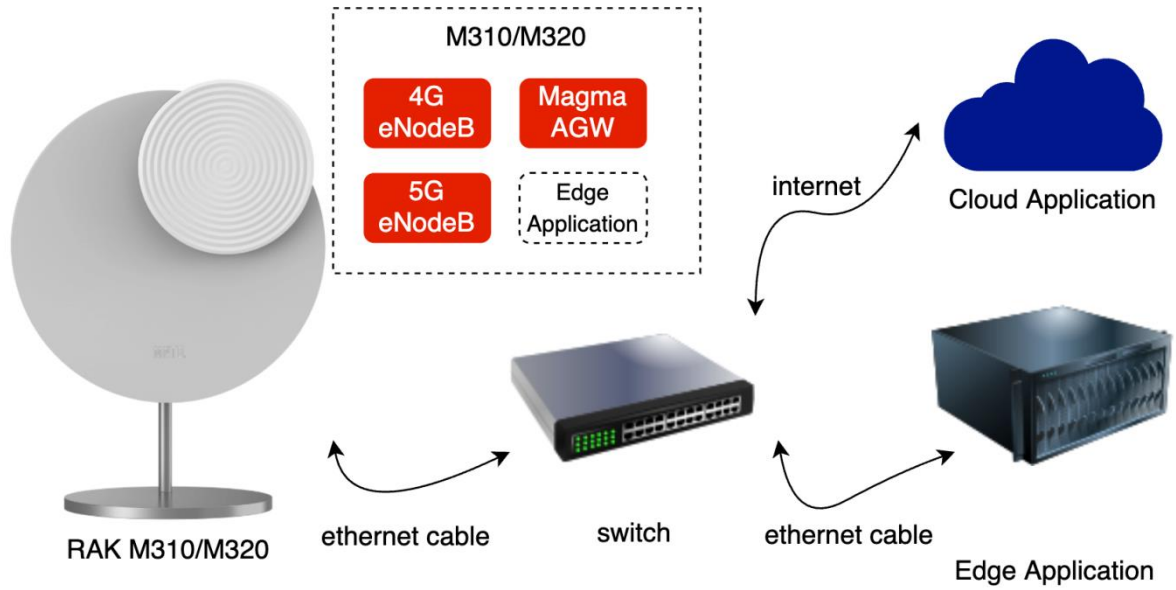 M310/M320
4G
eNodeB
Magma
AGW
5G
eNodeB
Edge
Application
internet
Cloud Application
RAK M310/M320
ethernet cable
switch
ethernet cable
Edge Application